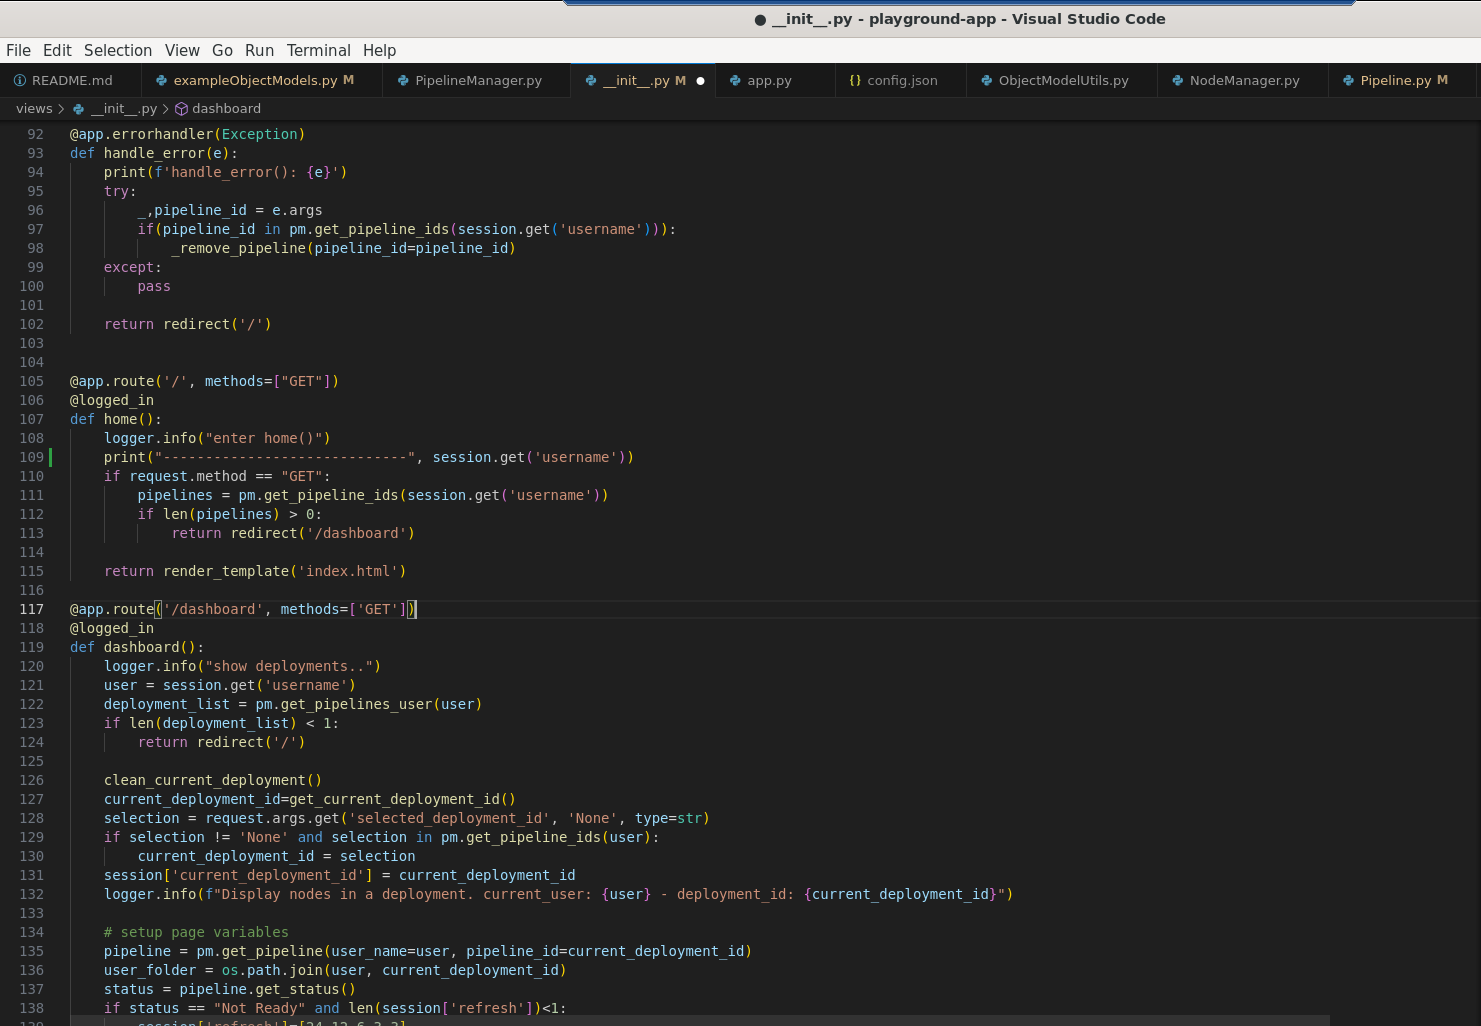 ● __init__.py - playground-app - Visual Studio Code
File Edit Selection View Go Run Terminal Help
README.md exampleObjectModels.py M PipelineManager.py __init__.py M ● app.py {} config.json ObjectModelUtils.py NodeManager.py Pipeline.py M
views > __init__.py > dashboard
92 @app.errorhandler(Exception)
93 def handle_error(e):
94     print(f'handle_error(): {e}')
95     try:
96         _,pipeline_id = e.args
97         if(pipeline_id in pm.get_pipeline_ids(session.get('username'))):
98             _remove_pipeline(pipeline_id=pipeline_id)
99     except:
100         pass
101
102     return redirect('/')
103
104
105 @app.route('/', methods=["GET"])
106 @logged_in
107 def home():
108     logger.info("enter home()")
109     print("-----------------------------", session.get('username'))
110     if request.method == "GET":
111         pipelines = pm.get_pipeline_ids(session.get('username'))
112         if len(pipelines) > 0:
113             return redirect('/dashboard')
114
115     return render_template('index.html')
116
117 @app.route('/dashboard', methods=['GET'])
118 @logged_in
119 def dashboard():
120     logger.info("show deployments..")
121     user = session.get('username')
122     deployment_list = pm.get_pipelines_user(user)
123     if len(deployment_list) < 1:
124         return redirect('/')
125
126     clean_current_deployment()
127     current_deployment_id=get_current_deployment_id()
128     selection = request.args.get('selected_deployment_id', 'None', type=str)
129     if selection != 'None' and selection in pm.get_pipeline_ids(user):
130         current_deployment_id = selection
131     session['current_deployment_id'] = current_deployment_id
132     logger.info(f"Display nodes in a deployment. current_user: {user} - deployment_id: {current_deployment_id}")
133
134     # setup page variables
135     pipeline = pm.get_pipeline(user_name=user, pipeline_id=current_deployment_id)
136     user_folder = os.path.join(user, current_deployment_id)
137     status = pipeline.get_status()
138     if status == "Not Ready" and len(session['refresh'])<1: